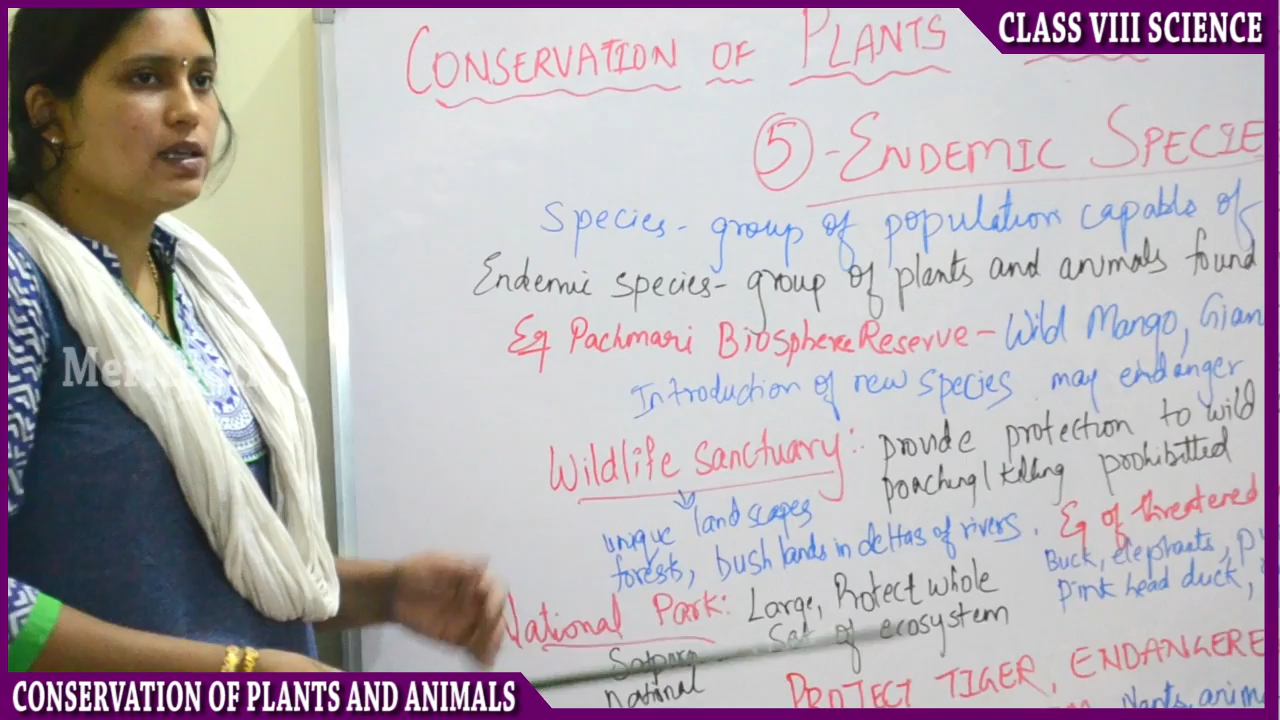 CLASS VIII SCIENCE
CONSERVATION OF PLANTS
5 - ENDEMIC SPECIE
Species - group of population capable of
Endemic species - group of plants and animals found
Eg Pachmari Biosphere Reserve - Wild Mango, Gian
Introduction of new species may endanger
Wildlife Sanctuary :- provide protection to wild
poaching / killing prohibitted
unique landscapes
forests, bush lands in deltas of rivers. Eg of threatened
Buck, elephants,
Pink head duck,
National Park: Large, Protect whole
Sat of ecosystem
Satpura
national
PROTECT TIGER, ENDANGERE
Plants, anim
CONSERVATION OF PLANTS AND ANIMALS